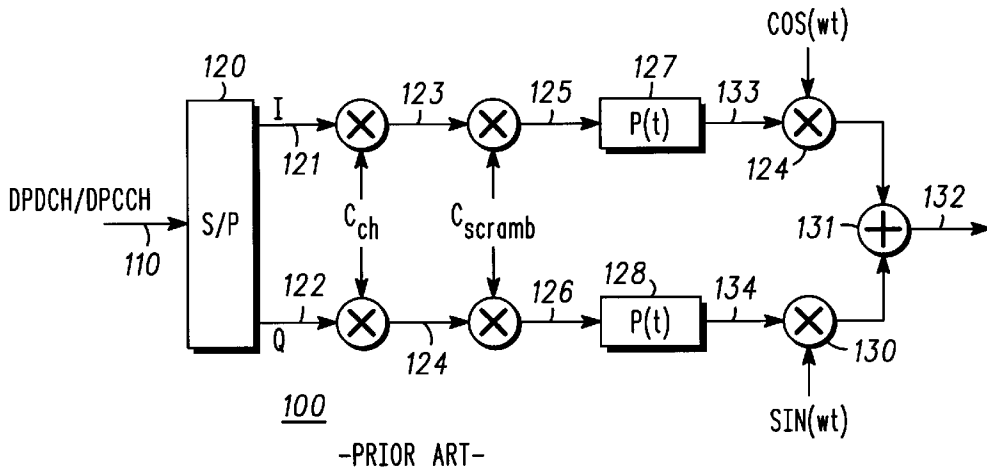 COS(wt)
120
127
I
123
125
133
P(t)
121
124
DPDCH/DPCCH
S/P
C_ch
C_scramb
131
132
110
122
126
128
134
P(t)
Q
124
130
100
SIN(wt)
-PRIOR ART-